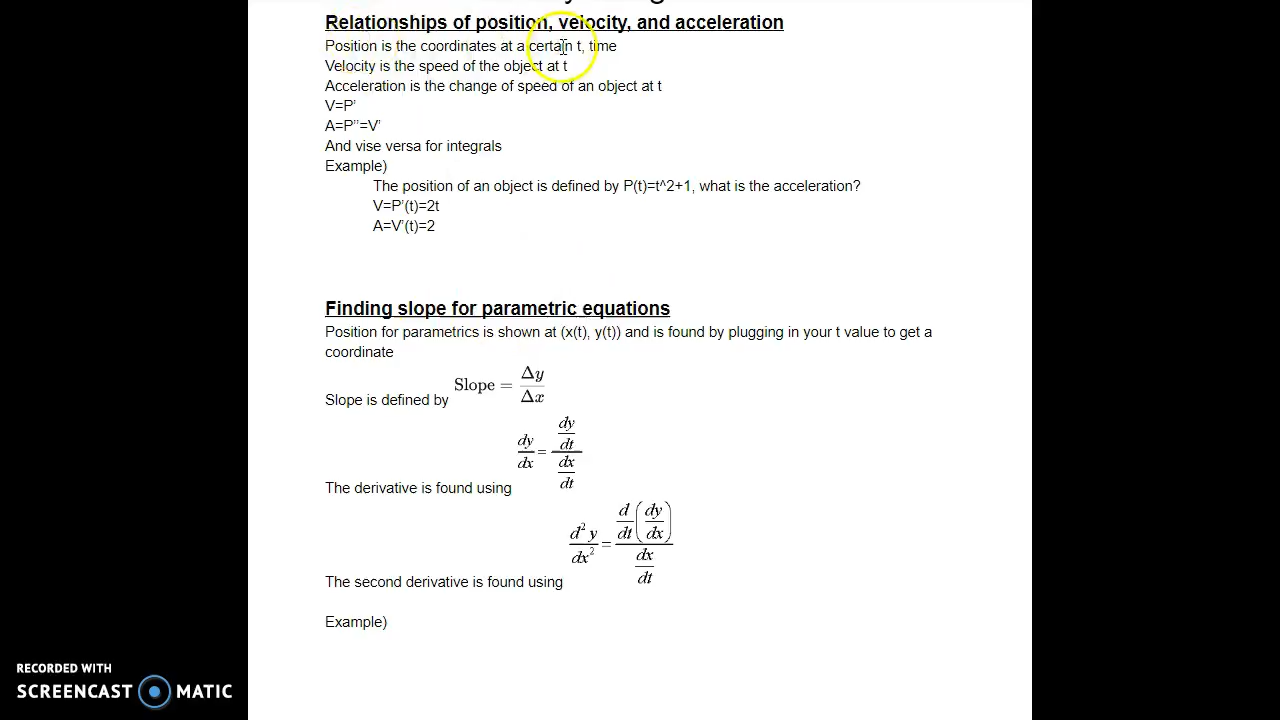 Relationships of position, velocity, and acceleration
Position is the coordinates at a certain t, time
Velocity is the speed of the object at t
Acceleration is the change of speed of an object at t
V=P'
A=P''=V'
And vise versa for integrals
Example)
The position of an object is defined by P(t)=t^2+1, what is the acceleration?
V=P'(t)=2t
A=V'(t)=2
Finding slope for parametric equations
Position for parametrics is shown at (x(t), y(t)) and is found by plugging in your t value to get a
coordinate
Slope is defined by Slope = Δy/Δx
The derivative is found using dy/dx = (dy/dt)/(dx/dt)
The second derivative is found using d²y/dx² = (d/dt(dy/dx))/(dx/dt)
Example)
RECORDED WITH
SCREENCAST MATIC